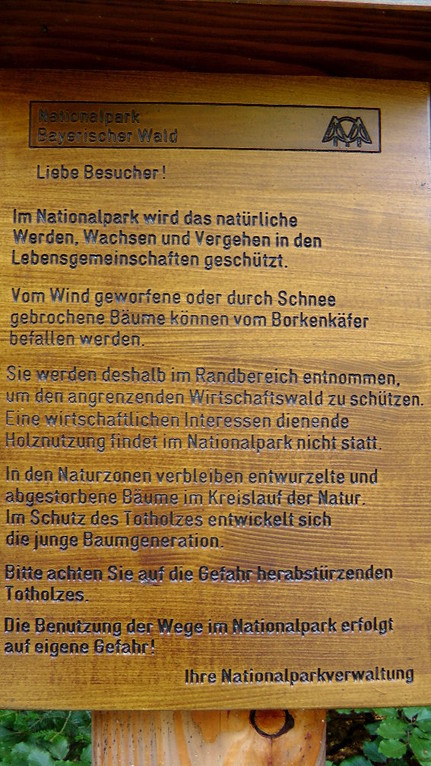 Nationalpark
Bayerischer Wald
Liebe Besucher!
Im Nationalpark wird das natürliche
Werden, Wachsen und Vergehen in den
Lebensgemeinschaften geschützt.
Vom Wind geworfene oder durch Schnee
gebrochene Bäume können vom Borkenkäfer
befallen werden.
Sie werden deshalb im Randbereich entnommen,
um den angrenzenden Wirtschaftswald zu schützen.
Eine wirtschaftlichen Interessen dienende
Holznutzung findet im Nationalpark nicht statt.
In den Naturzonen verbleiben entwurzelte und
abgestorbene Bäume im Kreislauf der Natur.
Im Schutz des Totholzes entwickelt sich
die junge Baumgeneration.
Bitte achten Sie auf die Gefahr herabstürzenden
Totholzes.
Die Benutzung der Wege im Nationalpark erfolgt
auf eigene Gefahr!
Ihre Nationalparkverwaltung